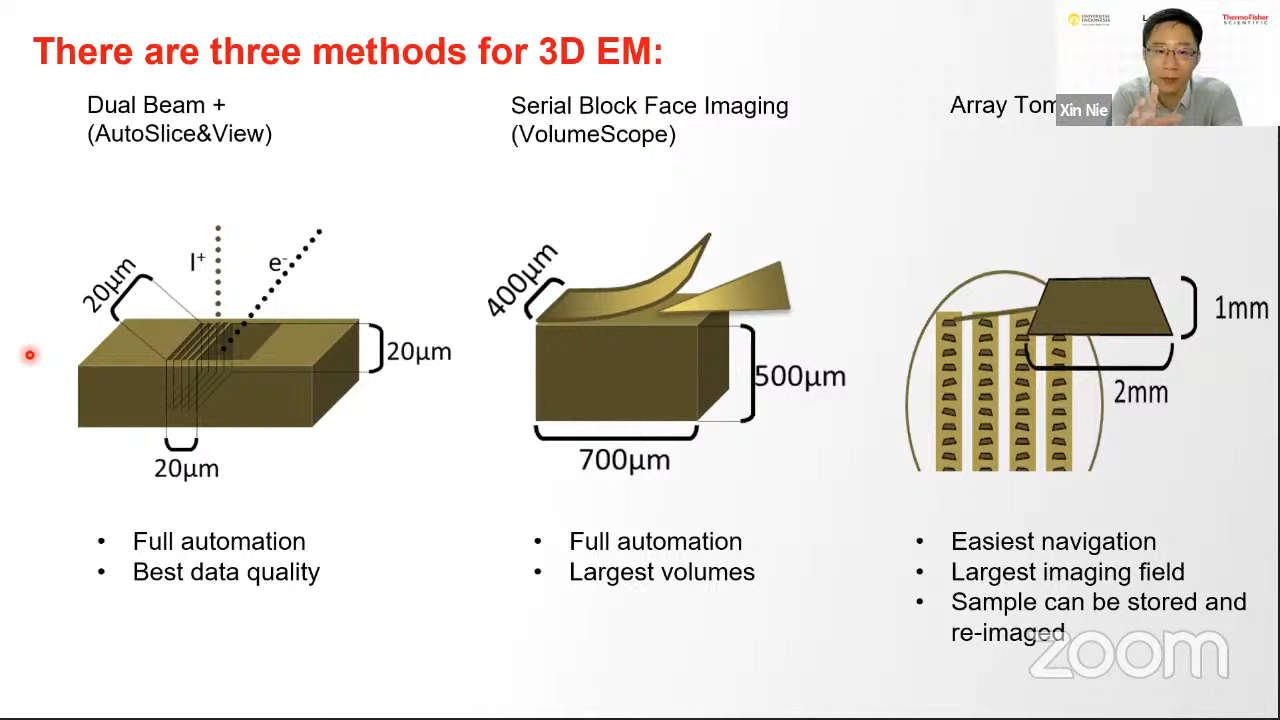 There are three methods for 3D EM:
UNIVERSITAS
INDONESIA
ThermoFisher
SCIENTIFIC
Xin Nie
Dual Beam +
(AutoSlice&View)
Serial Block Face Imaging
(VolumeScope)
Array
20µm
I⁺
e⁻
20µm
20µm
400µm
500µm
700µm
1mm
2mm
• Full automation
• Best data quality
• Full automation
• Largest volumes
• Easiest navigation
• Largest imaging field
• Sample can be stored and
re-imaged
zoom